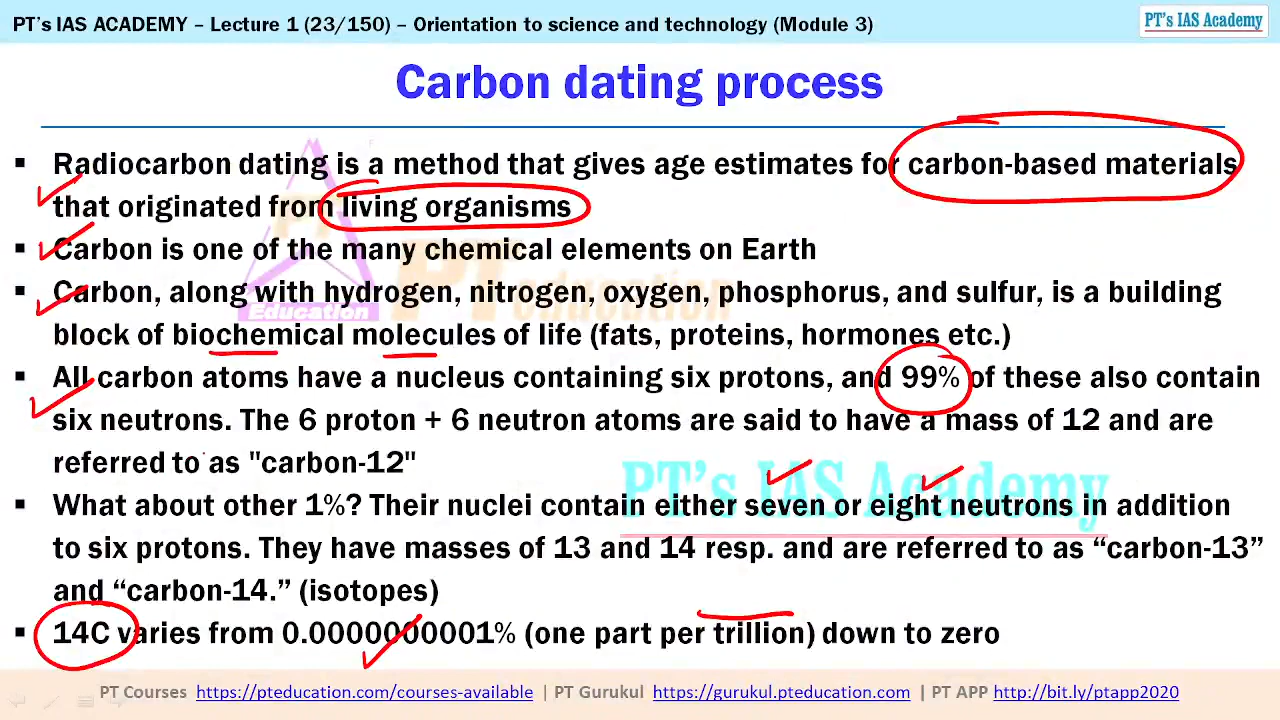 PT's IAS ACADEMY – Lecture 1 (23/150) – Orientation to science and technology (Module 3)
PT's IAS Academy
Carbon dating process
▪ Radiocarbon dating is a method that gives age estimates for carbon-based materials
that originated from living organisms
▪ Carbon is one of the many chemical elements on Earth
▪ Carbon, along with hydrogen, nitrogen, oxygen, phosphorus, and sulfur, is a building
block of biochemical molecules of life (fats, proteins, hormones etc.)
▪ All carbon atoms have a nucleus containing six protons, and 99% of these also contain
six neutrons. The 6 proton + 6 neutron atoms are said to have a mass of 12 and are
referred to as "carbon-12"
▪ What about other 1%? Their nuclei contain either seven or eight neutrons in addition
to six protons. They have masses of 13 and 14 resp. and are referred to as “carbon-13”
and “carbon-14.” (isotopes)
▪ 14C varies from 0.0000000001% (one part per trillion) down to zero
PT education
PT
Education
PT's IAS Academy
PT Courses https://pteducation.com/courses-available | PT Gurukul https://gurukul.pteducation.com | PT APP http://bit.ly/ptapp2020